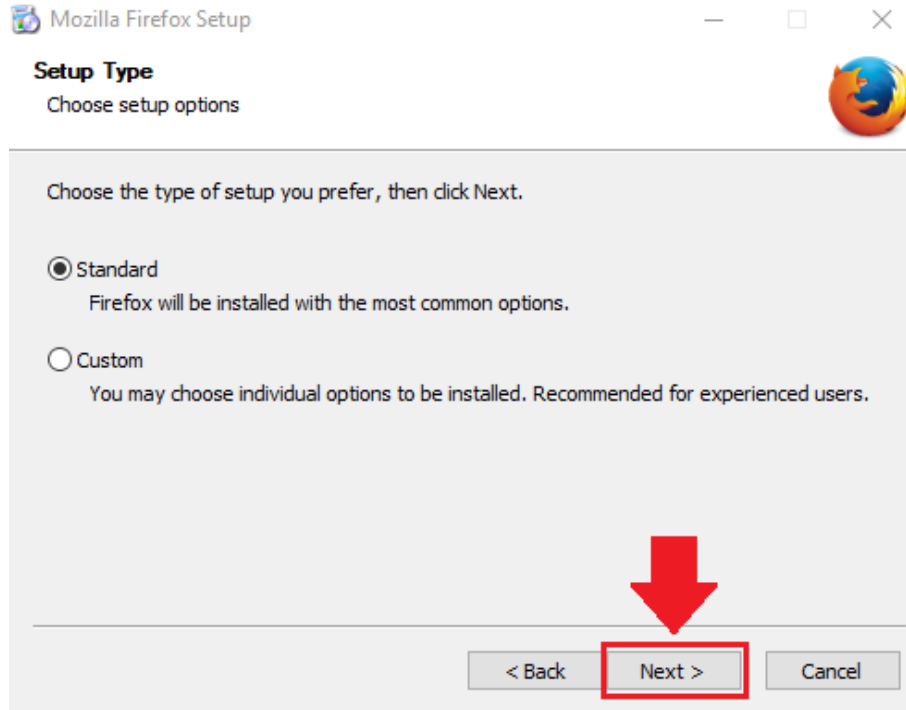 Mozilla Firefox Setup
Setup Type
Choose setup options
Choose the type of setup you prefer, then click Next.
Standard
Firefox will be installed with the most common options.
Custom
You may choose individual options to be installed. Recommended for experienced users.
< Back
Next >
Cancel